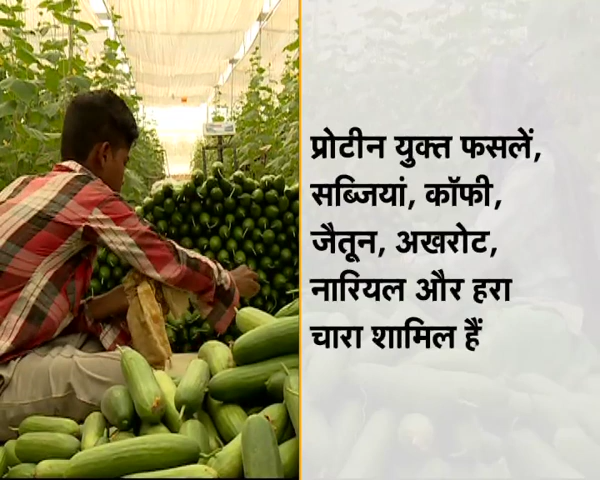 प्रोटीन युक्त फसलें,
सब्जियां, कॉफी,
जैतून, अखरोट,
नारियल और हरा
चारा शामिल हैं